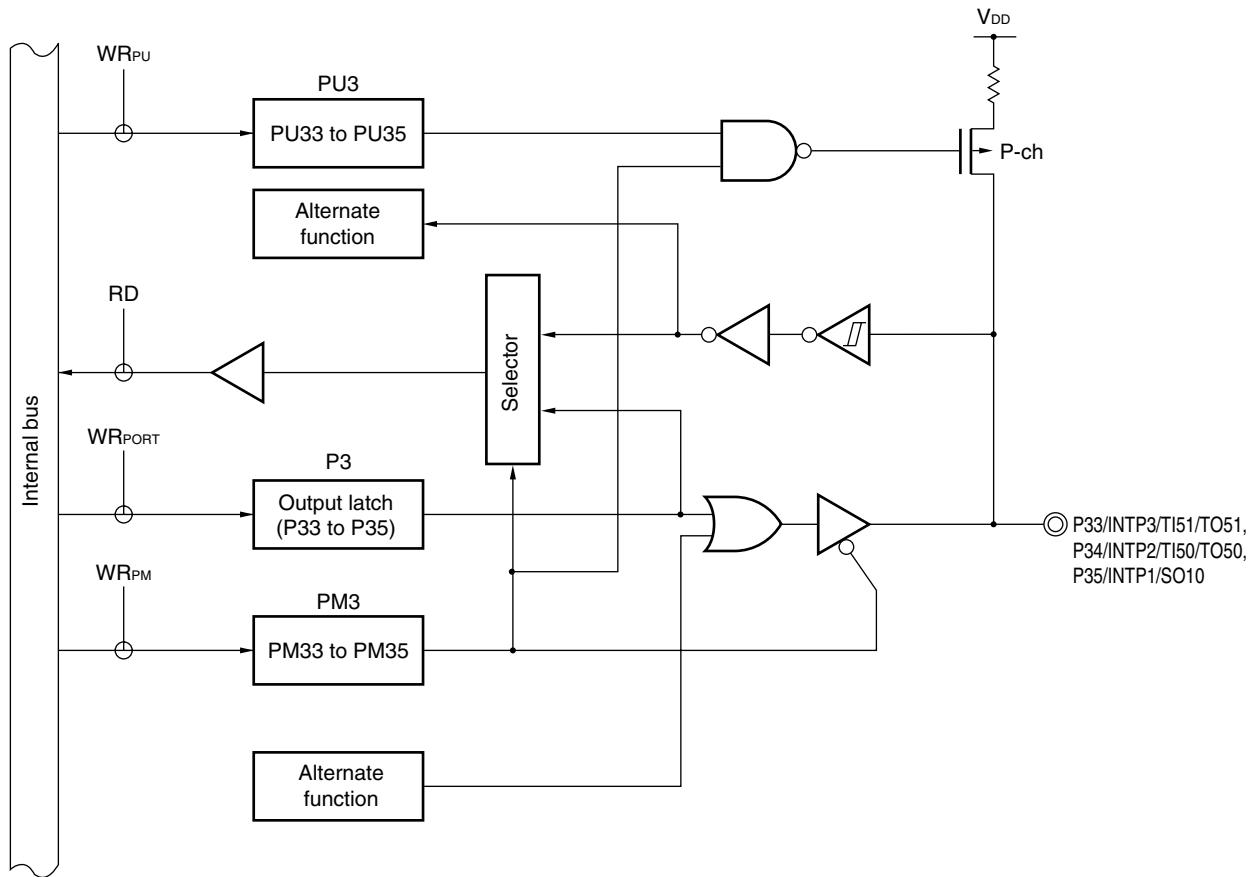 VDD
WRPU
PU3
PU33 to PU35
P-ch
Alternate
function
RD
Selector
Internal bus
WRPORT
P3
Output latch
(P33 to P35)
P33/INTP3/TI51/TO51,
P34/INTP2/TI50/TO50,
P35/INTP1/SO10
WRPM
PM3
PM33 to PM35
Alternate
function